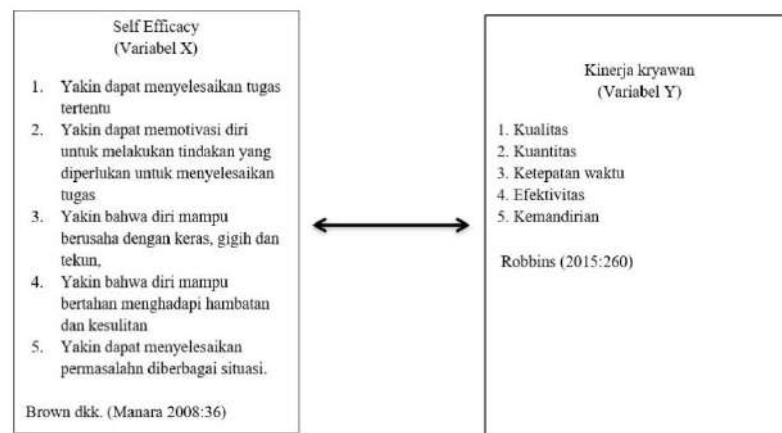 Self Efficacy
(Variabel X)
1. Yakin dapat menyelesaikan tugas
tertentu
2. Yakin dapat memotivasi diri
untuk melakukan tindakan yang
diperlukan untuk menyelesaikan
tugas
3. Yakin bahwa diri mampu
berusaha dengan keras, gigih dan
tekun,
4. Yakin bahwa diri mampu
bertahan menghadapi hambatan
dan kesulitan
5. Yakin dapat menyelesaikan
permasalahn diberbagai situasi.
Brown dkk. (Manara 2008:36)
Kinerja kryawan
(Variabel Y)
1. Kualitas
2. Kuantitas
3. Ketepatan waktu
4. Efektivitas
5. Kemandirian
Robbins (2015:260)